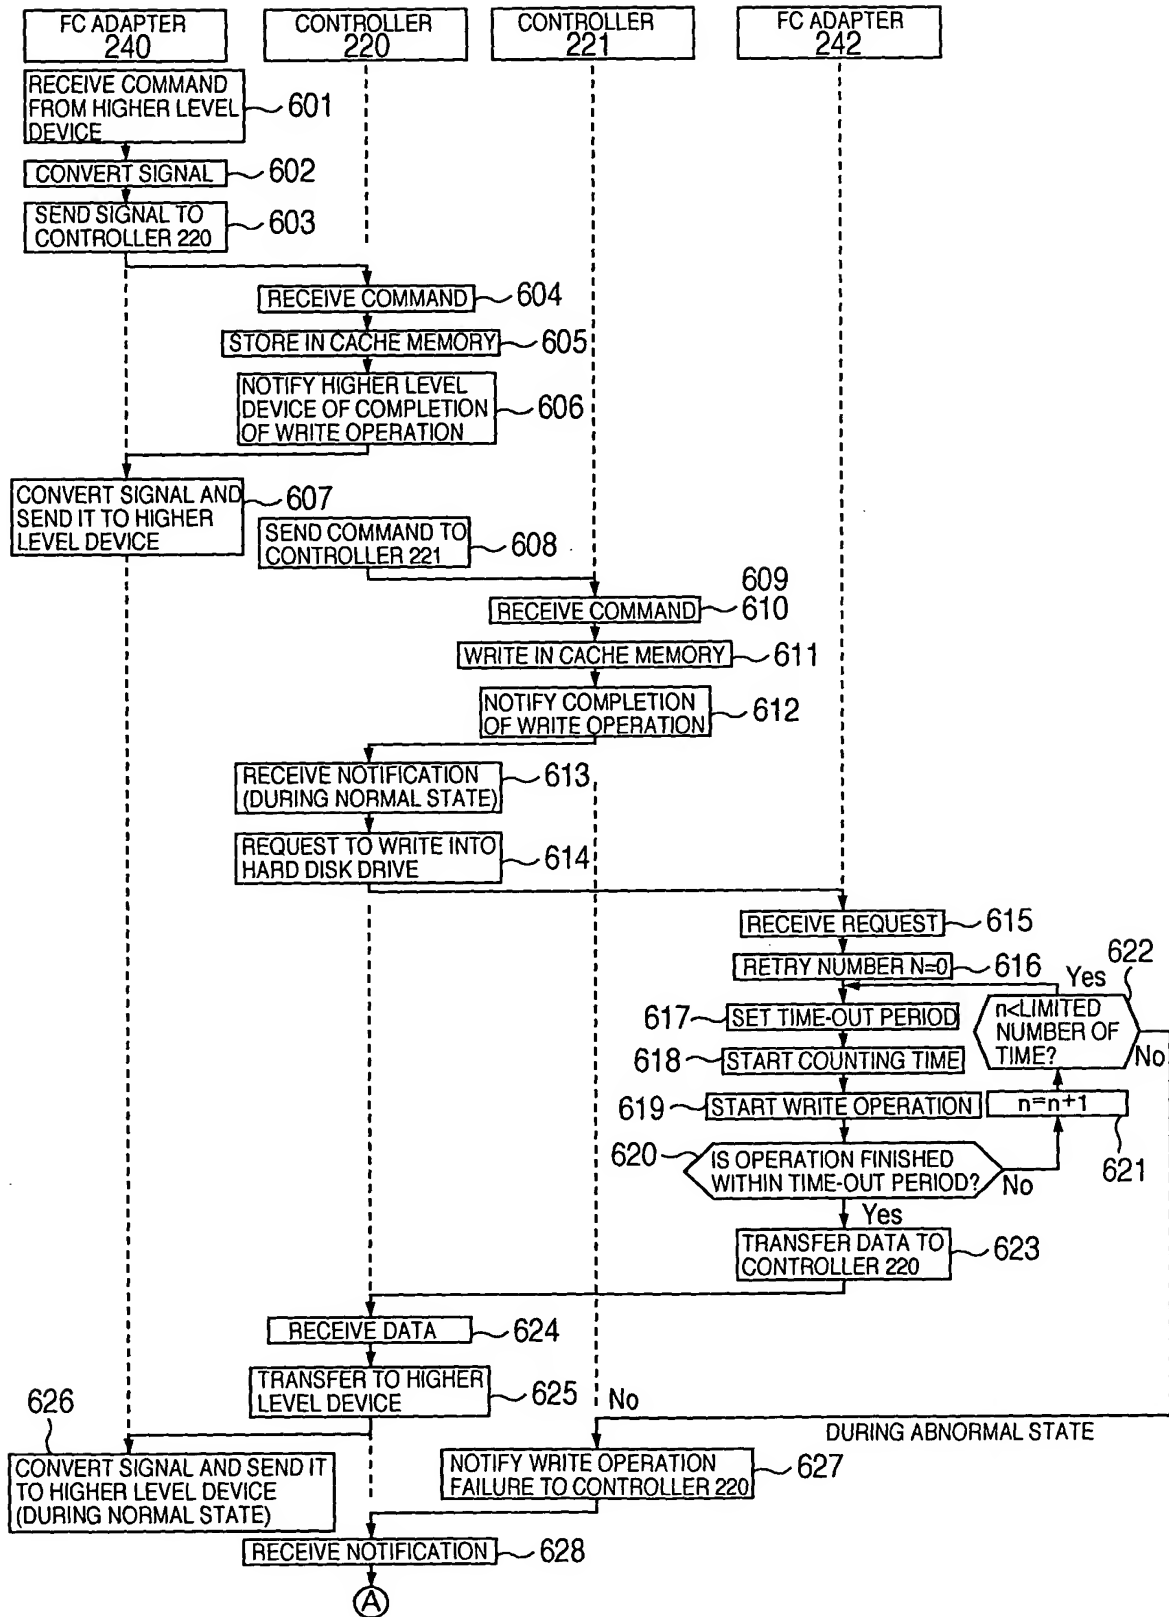 FC ADAPTER
240
CONTROLLER
220
CONTROLLER
221
FC ADAPTER
242
RECEIVE COMMAND
FROM HIGHER LEVEL
DEVICE
601
CONVERT SIGNAL
602
SEND SIGNAL TO
CONTROLLER 220
603
RECEIVE COMMAND
604
STORE IN CACHE MEMORY
605
NOTIFY HIGHER LEVEL
DEVICE OF COMPLETION
OF WRITE OPERATION
606
CONVERT SIGNAL AND
SEND IT TO HIGHER
LEVEL DEVICE
607
SEND COMMAND TO
CONTROLLER 221
608
609
RECEIVE COMMAND
610
WRITE IN CACHE MEMORY
611
NOTIFY COMPLETION
OF WRITE OPERATION
612
RECEIVE NOTIFICATION
(DURING NORMAL STATE)
613
REQUEST TO WRITE INTO
HARD DISK DRIVE
614
RECEIVE REQUEST
615
RETRY NUMBER N=0
616
622
Yes
n<LIMITED
NUMBER OF
TIME?
No
617
SET TIME-OUT PERIOD
618
START COUNTING TIME
619
START WRITE OPERATION
n=n+1
621
620
IS OPERATION FINISHED
WITHIN TIME-OUT PERIOD?
No
Yes
TRANSFER DATA TO
CONTROLLER 220
623
RECEIVE DATA
624
TRANSFER TO HIGHER
LEVEL DEVICE
625
626
No
DURING ABNORMAL STATE
CONVERT SIGNAL AND SEND IT
TO HIGHER LEVEL DEVICE
(DURING NORMAL STATE)
NOTIFY WRITE OPERATION
FAILURE TO CONTROLLER 220
627
RECEIVE NOTIFICATION
628
A